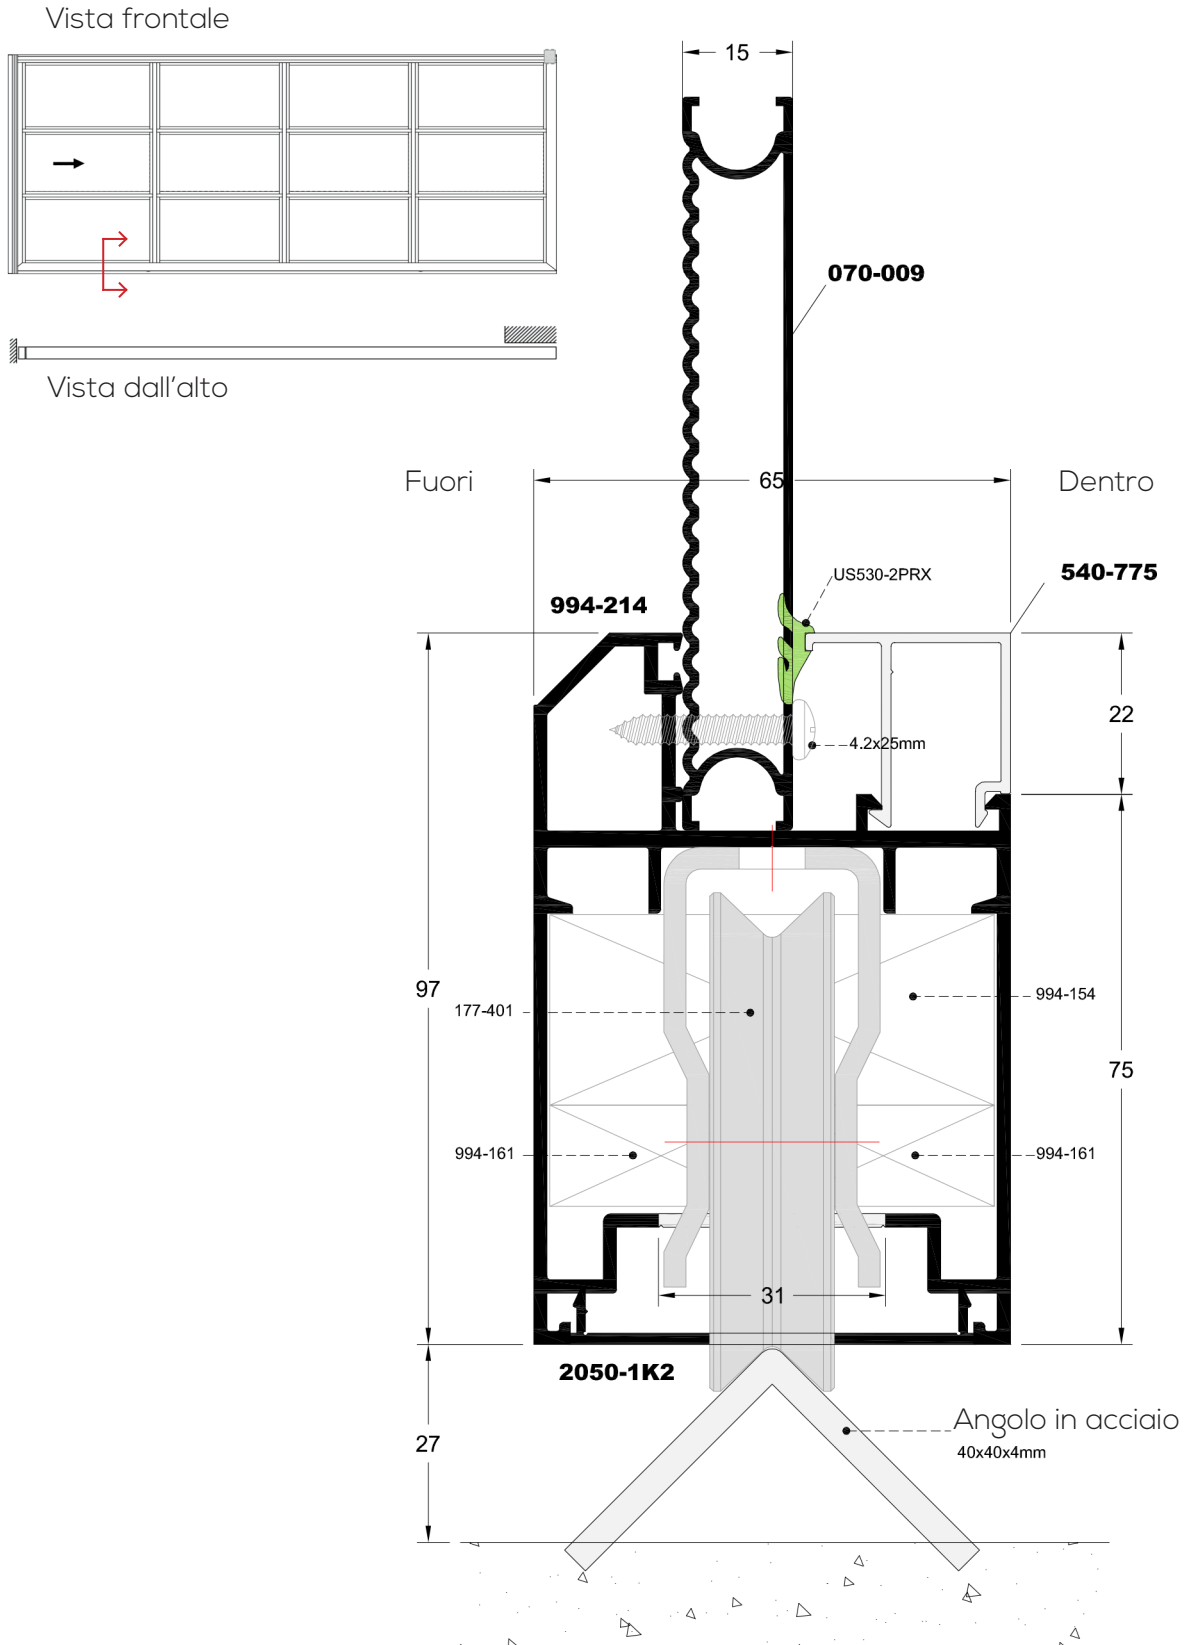 Vista frontale
15
070-009
Vista dall'alto
Fuori
65
Dentro
US530-2PRX
540-775
994-214
22
4.2x25mm
97
177-401
994-154
75
994-161
994-161
31
2050-1K2
Angolo in acciaio
27
40x40x4mm